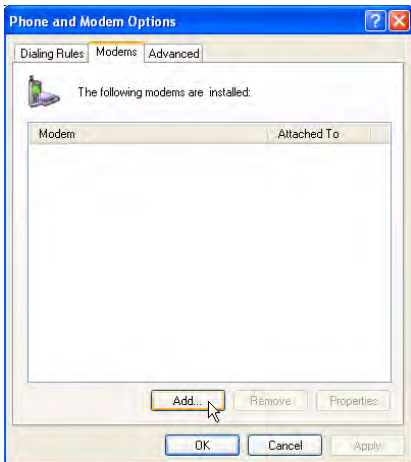 Phone and Modem Options
Dialing Rules Modems Advanced
The following modems are installed:
Modem Attached To
Add... Remove Properties
OK Cancel Apply